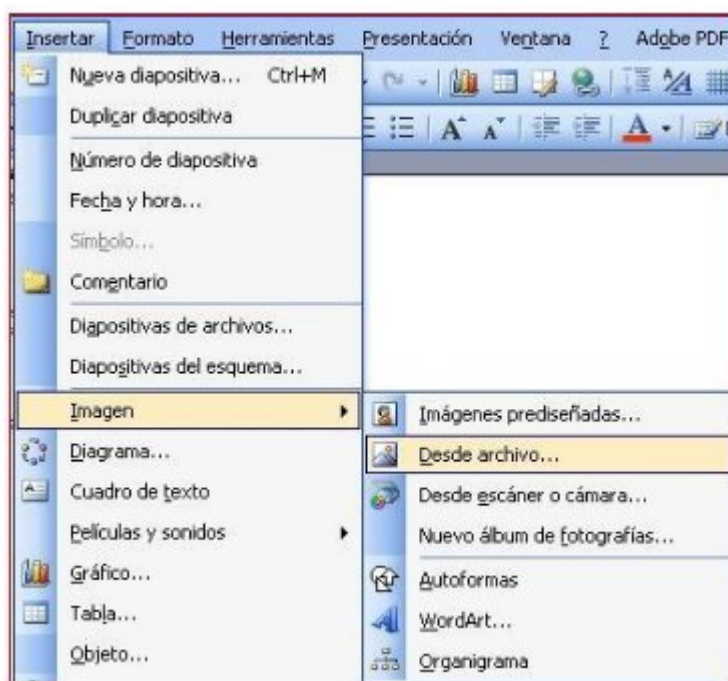 Insertar Formato Herramientas Presentación Ventana ? Adobe PDF
Nueva diapositiva... Ctrl+M
Duplicar diapositiva
Número de diapositiva
Fecha y hora...
Símbolo...
Comentario
Diapositivas de archivos...
Diapositivas del esquema...
Imagen
Diagrama...
Cuadro de texto
Películas y sonidos
Gráfico...
Tabla...
Objeto...
Imágenes prediseñadas...
Desde archivo...
Desde escáner o cámara...
Nuevo álbum de fotografías...
Autoformas
WordArt...
Organigrama